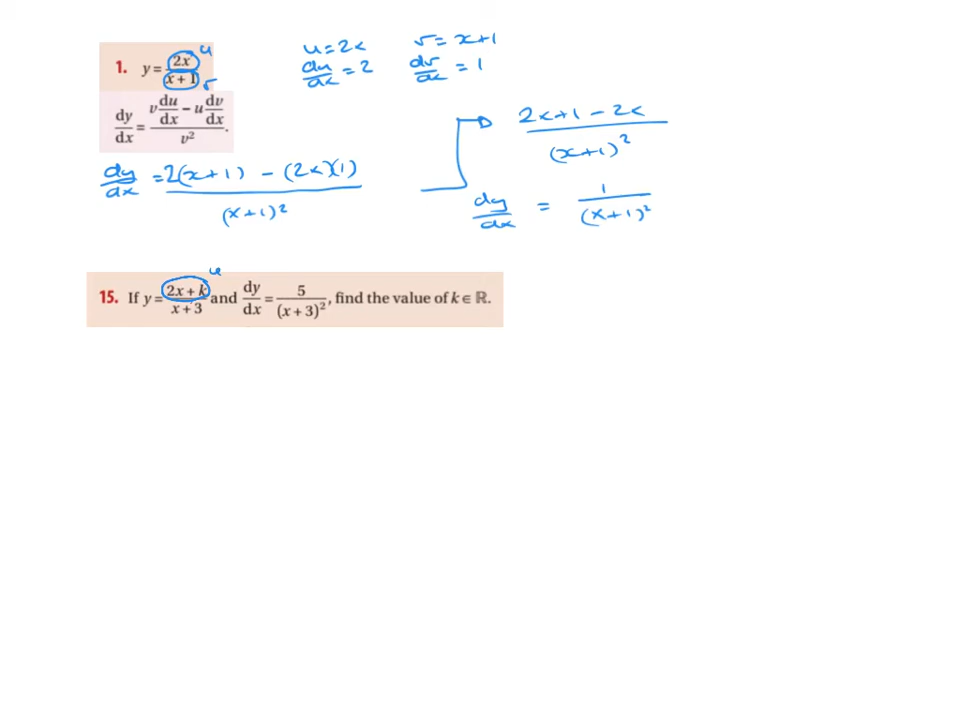 u = 2x    v = x+1
du/dx = 2    dv/dx = 1
1. y = 2x/(x + 1)    u    v
dy/dx = (v du/dx − u dv/dx)/v².
dy/dx = (2(x+1) − (2x)(1))/(x+1)²
(2x+1 − 2x)/(x+1)²
dy/dx = 1/(x+1)²
u
15. If y = (2x + k)/(x + 3) and dy/dx = 5/(x + 3)², find the value of k ∈ ℝ.